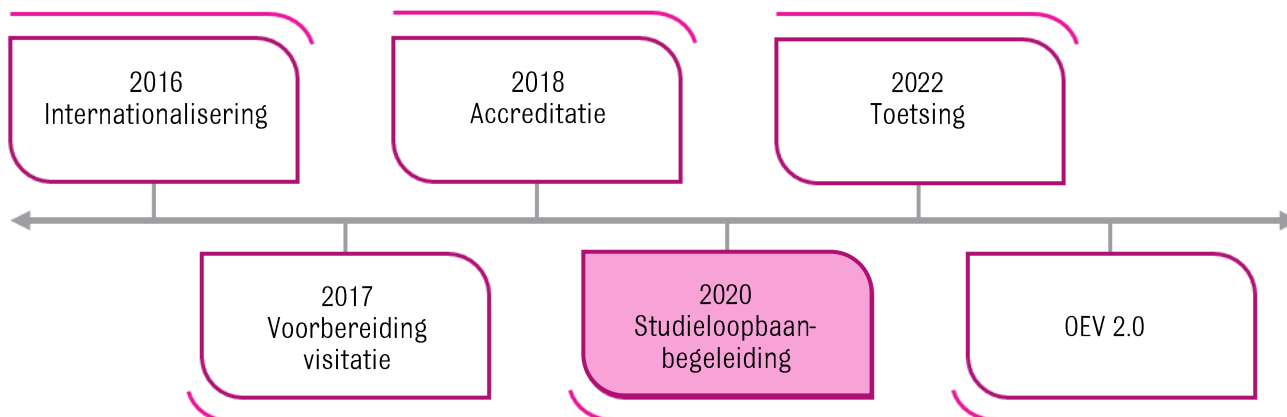 2016
Internationalisering
2018
Accreditatie
2022
Toetsing
2017
Voorbereiding
visitatie
2020
Studieloopbaan-
begeleiding
OEV 2.0